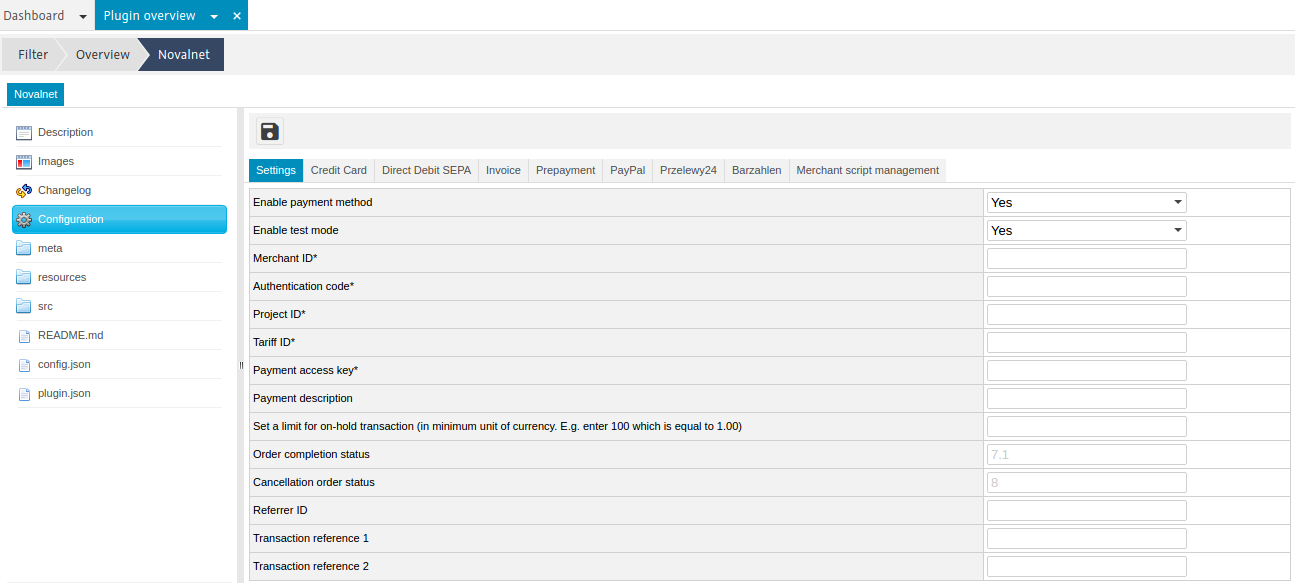 Dashboard
Plugin overview
Filter Overview Novalnet
Novalnet
Description
Images
Changelog
Configuration
meta
resources
src
README.md
config.json
plugin.json
Settings Credit Card Direct Debit SEPA Invoice Prepayment PayPal Przelewy24 Barzahlen Merchant script management
Enable payment method Yes
Enable test mode Yes
Merchant ID*
Authentication code*
Project ID*
Tariff ID*
Payment access key*
Payment description
Set a limit for on-hold transaction (in minimum unit of currency. E.g. enter 100 which is equal to 1.00)
Order completion status 7.1
Cancellation order status 8
Referrer ID
Transaction reference 1
Transaction reference 2